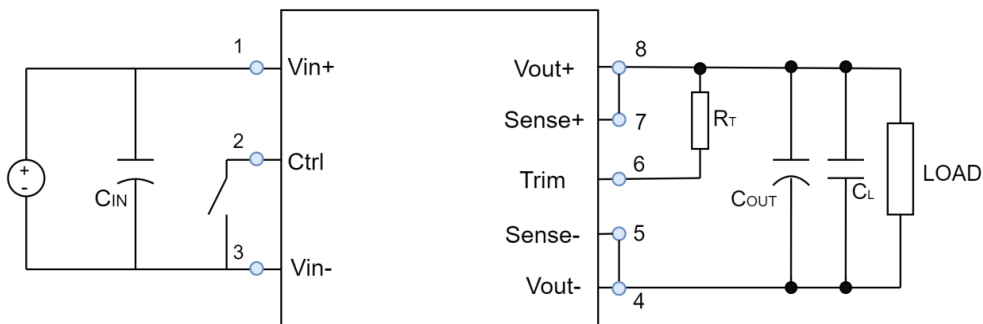 1
Vin+
Vout+
8
Sense+
7
RT
2
Ctrl
Trim
6
+
-
CIN
COUT
CL
LOAD
Sense-
5
3
Vin-
Vout-
4